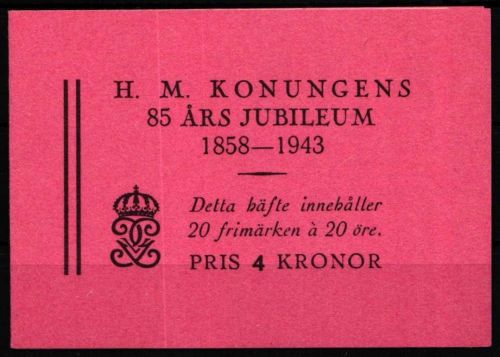 H. M. KONUNGENS
85 ÅRS JUBILEUM
1858—1943
Detta häfte innehåller
20 frimärken à 20 öre.
PRIS 4 KRONOR